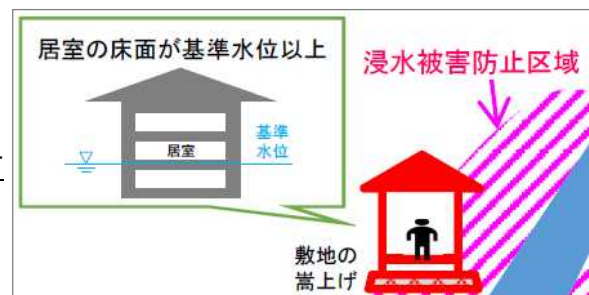 居室の床面が基準水位以上
浸水被害防止区域
基準
水位
居室
敷地の
嵩上げ